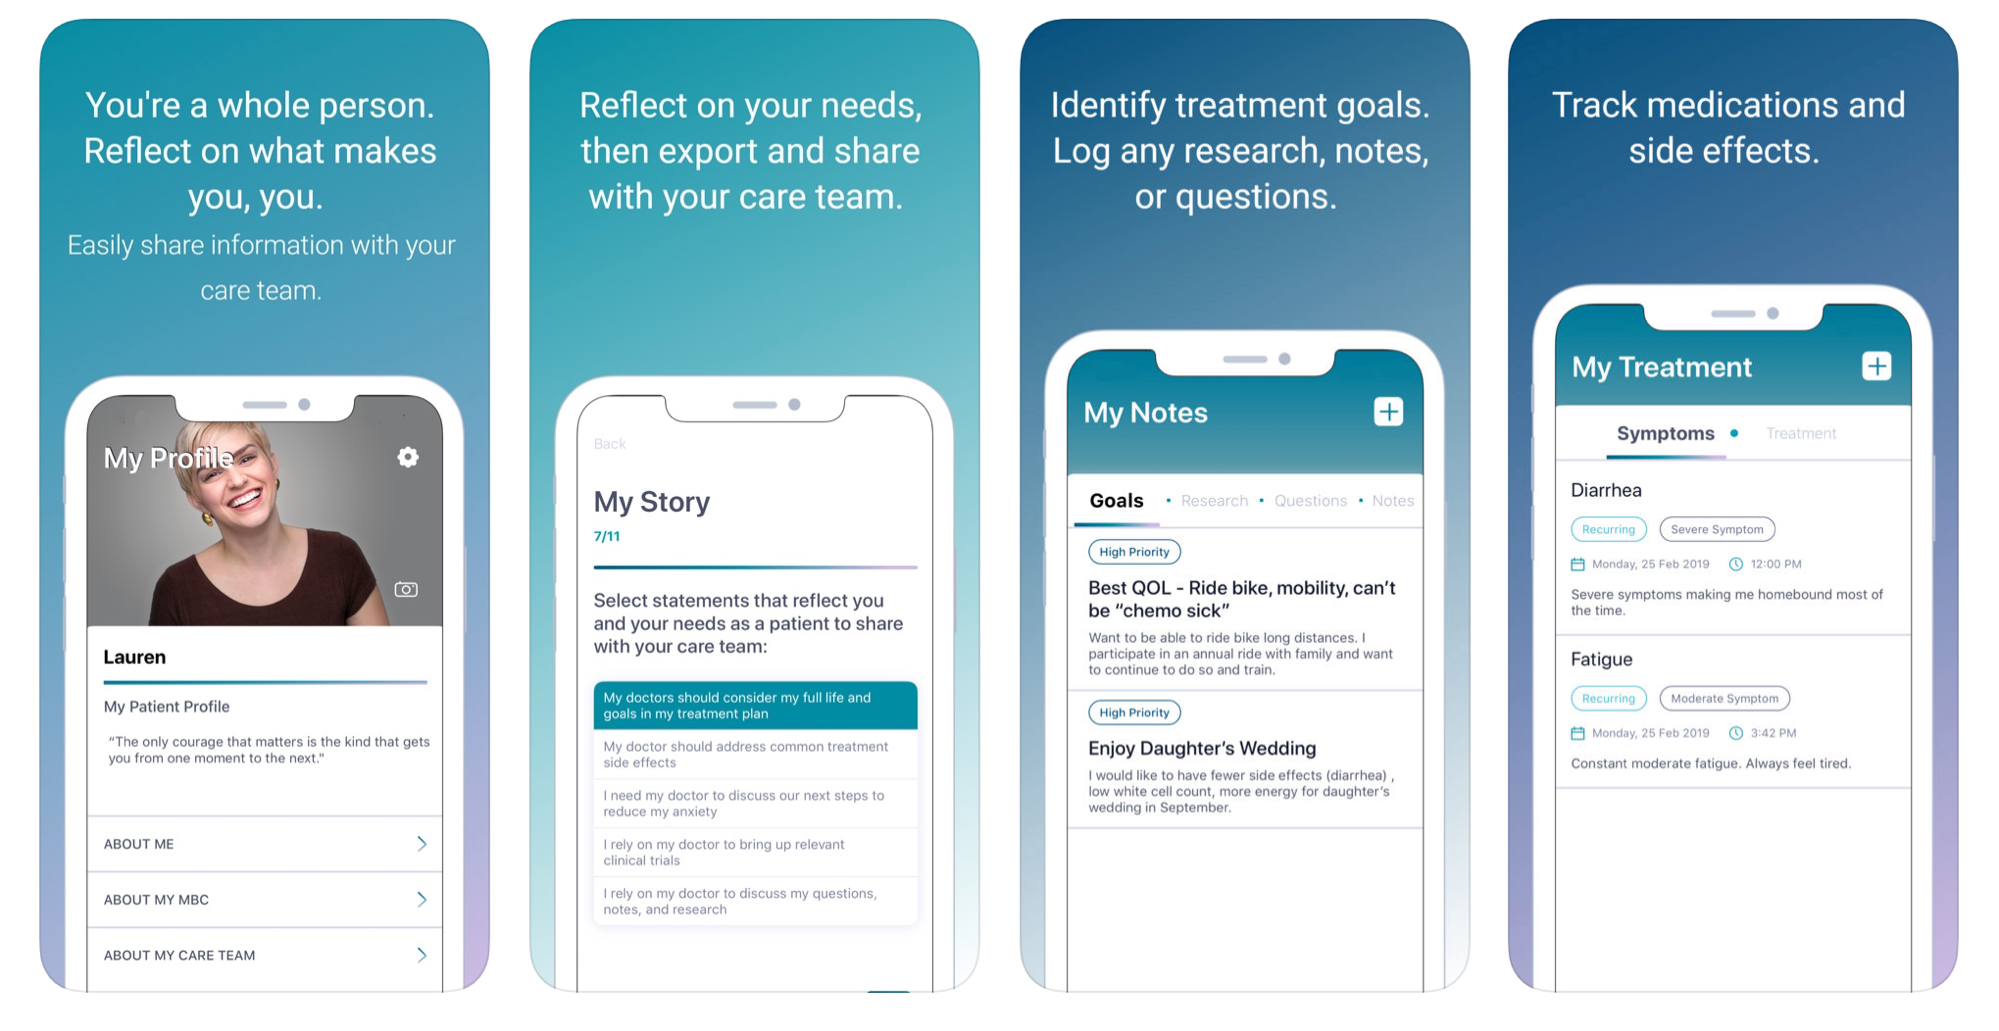 You're a whole person.
Reflect on what makes
you, you.
Easily share information with your
care team.
My Profile
Lauren
My Patient Profile
“The only courage that matters is the kind that gets
you from one moment to the next."
ABOUT ME
ABOUT MY MBC
ABOUT MY CARE TEAM
Reflect on your needs,
then export and share
with your care team.
Back
My Story
7/11
Select statements that reflect you
and your needs as a patient to share
with your care team:
My doctors should consider my full life and
goals in my treatment plan
My doctor should address common treatment
side effects
I need my doctor to discuss our next steps to
reduce my anxiety
I rely on my doctor to bring up relevant
clinical trials
I rely on my doctor to discuss my questions,
notes, and research
Identify treatment goals.
Log any research, notes,
or questions.
My Notes
Goals • Research • Questions • Notes
High Priority
Best QOL - Ride bike, mobility, can’t
be “chemo sick”
Want to be able to ride bike long distances. I
participate in an annual ride with family and want
to continue to do so and train.
High Priority
Enjoy Daughter’s Wedding
I would like to have fewer side effects (diarrhea) ,
low white cell count, more energy for daughter’s
wedding in September.
Track medications and
side effects.
My Treatment
Symptoms • Treatment
Diarrhea
Recurring Severe Symptom
Monday, 25 Feb 2019 12:00 PM
Severe symptoms making me homebound most of
the time.
Fatigue
Recurring Moderate Symptom
Monday, 25 Feb 2019 3:42 PM
Constant moderate fatigue. Always feel tired.